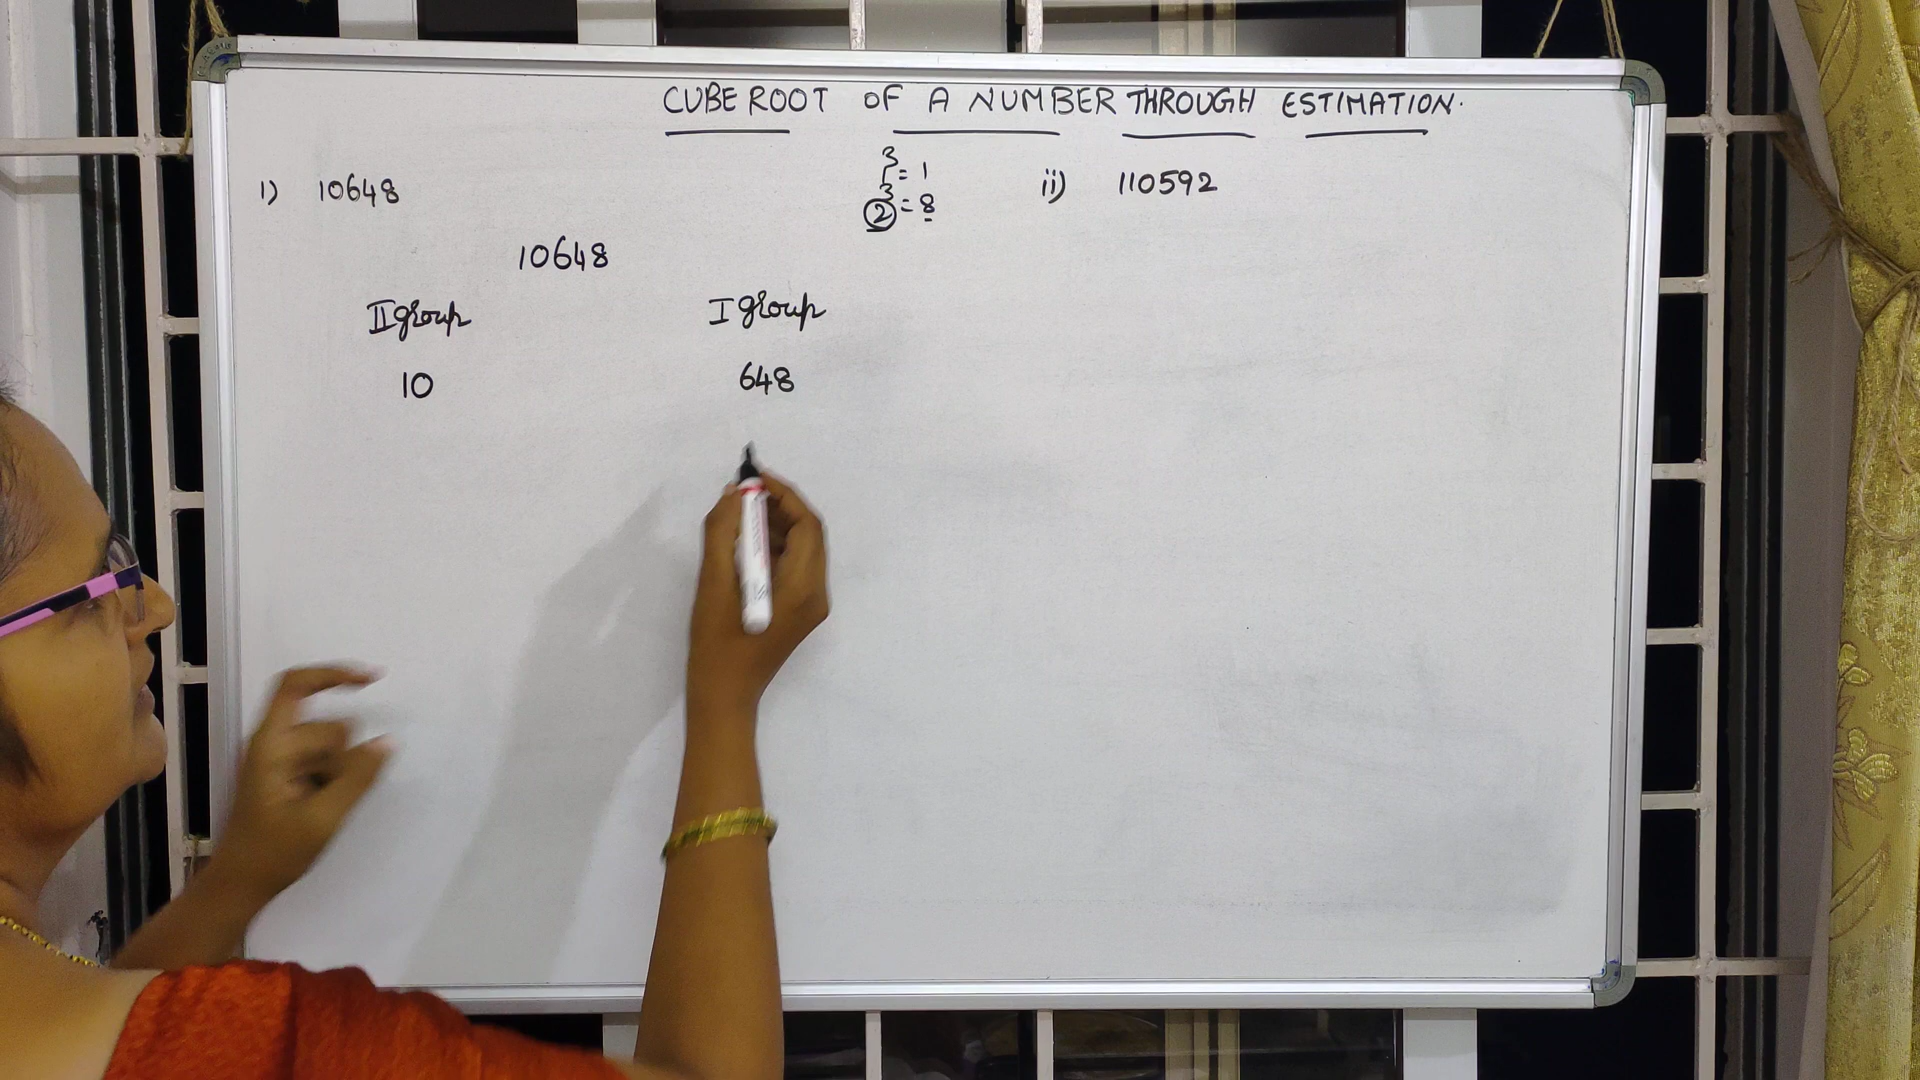 CUBE ROOT OF A NUMBER THROUGH ESTIMATION.
i) 10648
1³ = 1
2³ = 8
ii) 110592
10648
II group
I group
10
648